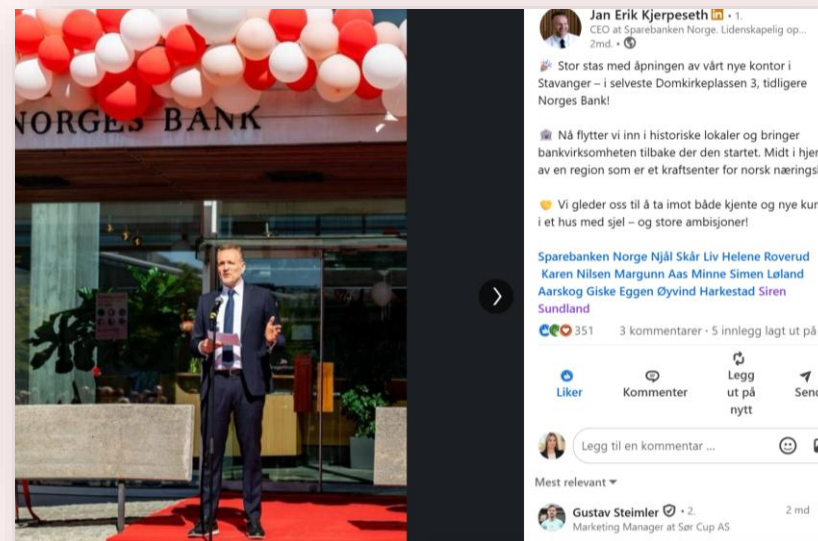 NORGES BANK
Jan Erik Kjerpeseth in • 1.
CEO at Sparebanken Norge. Lidenskapelig op...
2md. •
🎉 Stor stas med åpningen av vårt nye kontor i
Stavanger – i selveste Domkirkeplassen 3, tidligere
Norges Bank!
🏦 Nå flytter vi inn i historiske lokaler og bringer
bankvirksomheten tilbake der den startet. Midt i hjer
av en region som er et kraftsenter for norsk nærings
🤝 Vi gleder oss til å ta imot både kjente og nye kun
i et hus med sjel – og store ambisjoner!
Sparebanken Norge Njål Skår Liv Helene Roverud
Karen Nilsen Margunn Aas Minne Simen Løland
Aarskog Giske Eggen Øyvind Harkestad Siren
Sundland
351 3 kommentarer · 5 innlegg lagt ut på
Liker
Kommenter
Legg
ut på
nytt
Send
Legg til en kommentar ...
Mest relevant
Gustav Steimler • 2. 2 md
Marketing Manager at Sør Cup AS